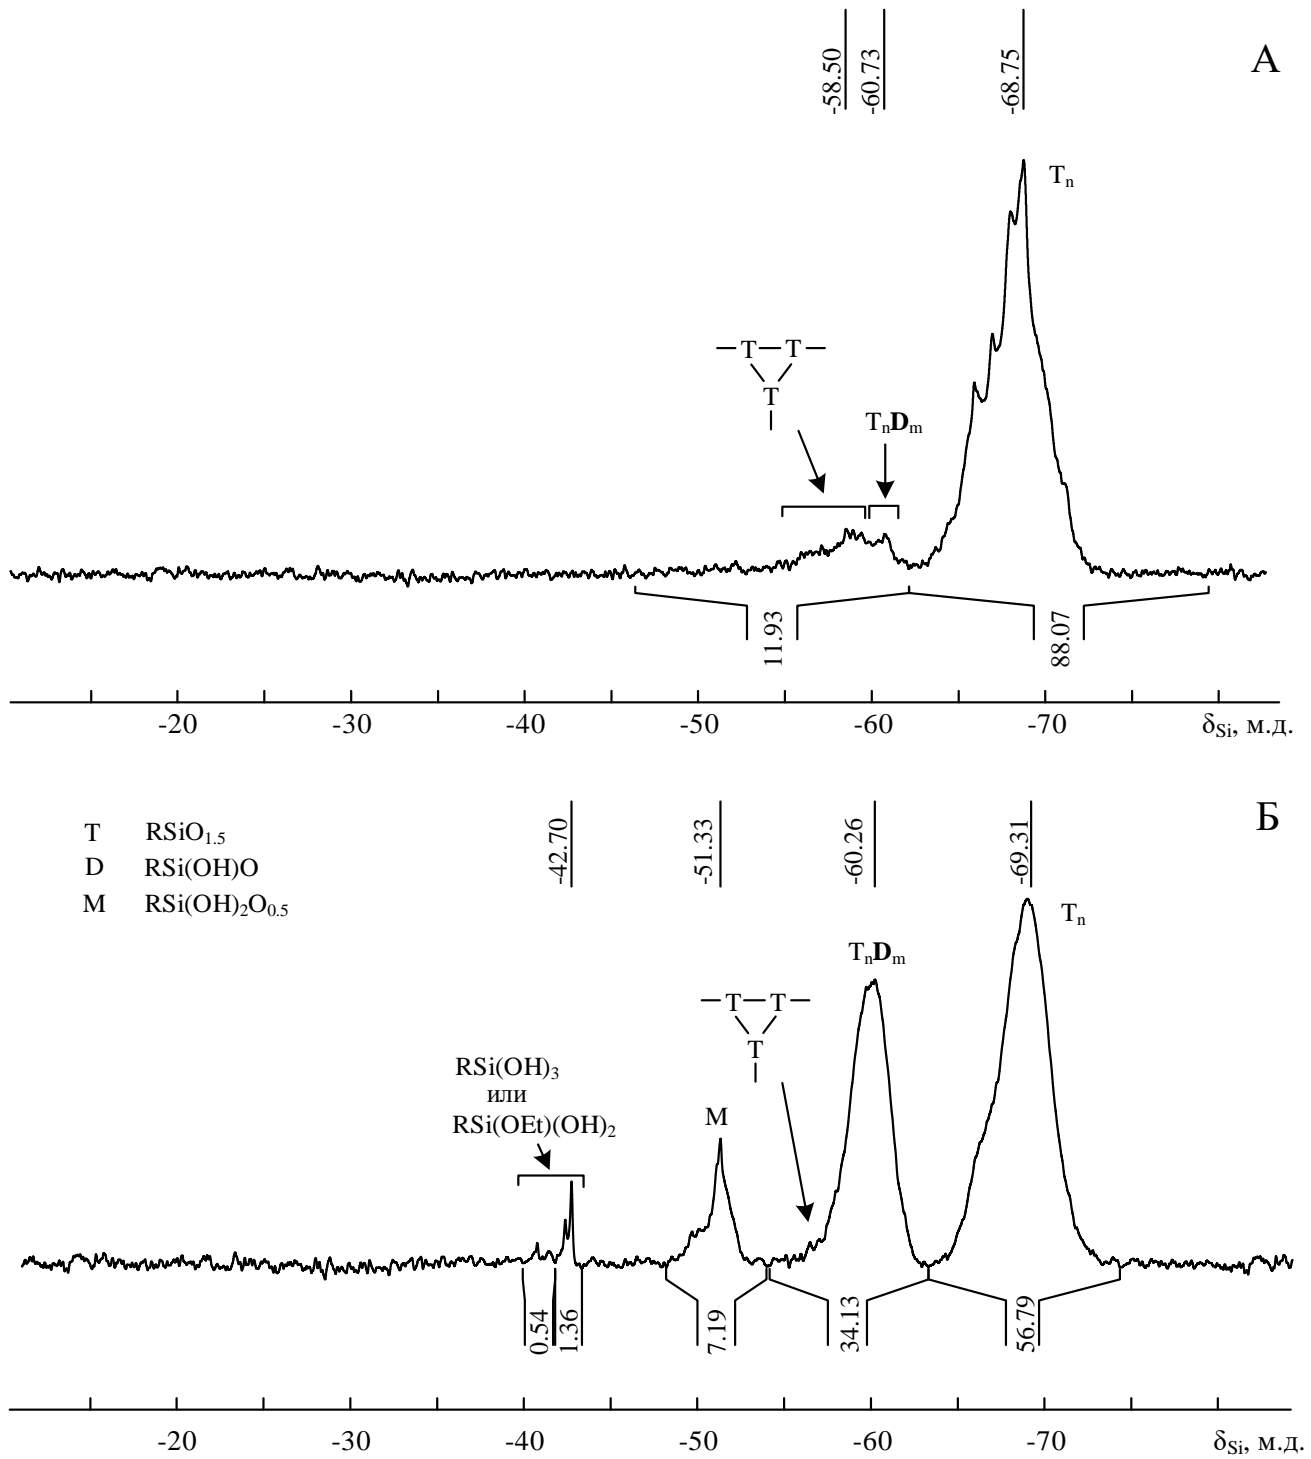 -58.50
-60.73
-68.75
А
Tn
T T
T
TnDm
11.93
88.07
-20 -30 -40 -50 -60 -70 δSi, м.д.
Б
T RSiO1.5
D RSi(OH)O
M RSi(OH)2O0.5
-42.70
-51.33
-60.26
-69.31
Tn
TnDm
T T
T
RSi(OH)3
или
RSi(OEt)(OH)2
M
0.54
1.36
7.19
34.13
56.79
-20 -30 -40 -50 -60 -70 δSi, м.д.